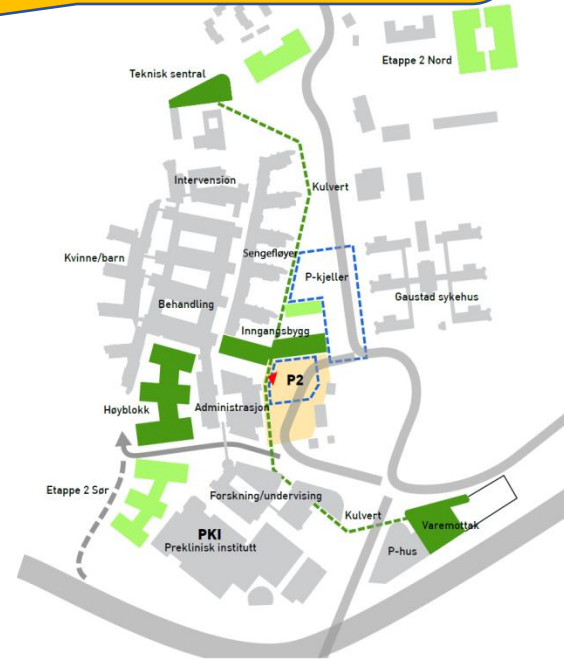 Etappe 2 Nord
Teknisk sentral
Intervensjon
Kulvert
Kvinne/barn
Sengefløyer
P-kjeller
Gaustad sykehus
Behandling
Inngangsbygg
P2
Høyblokk
Administrasjon
Etappe 2 Sør
Forskning/undervising
Kulvert
Varemottak
PKI
Preklinisk institutt
P-hus